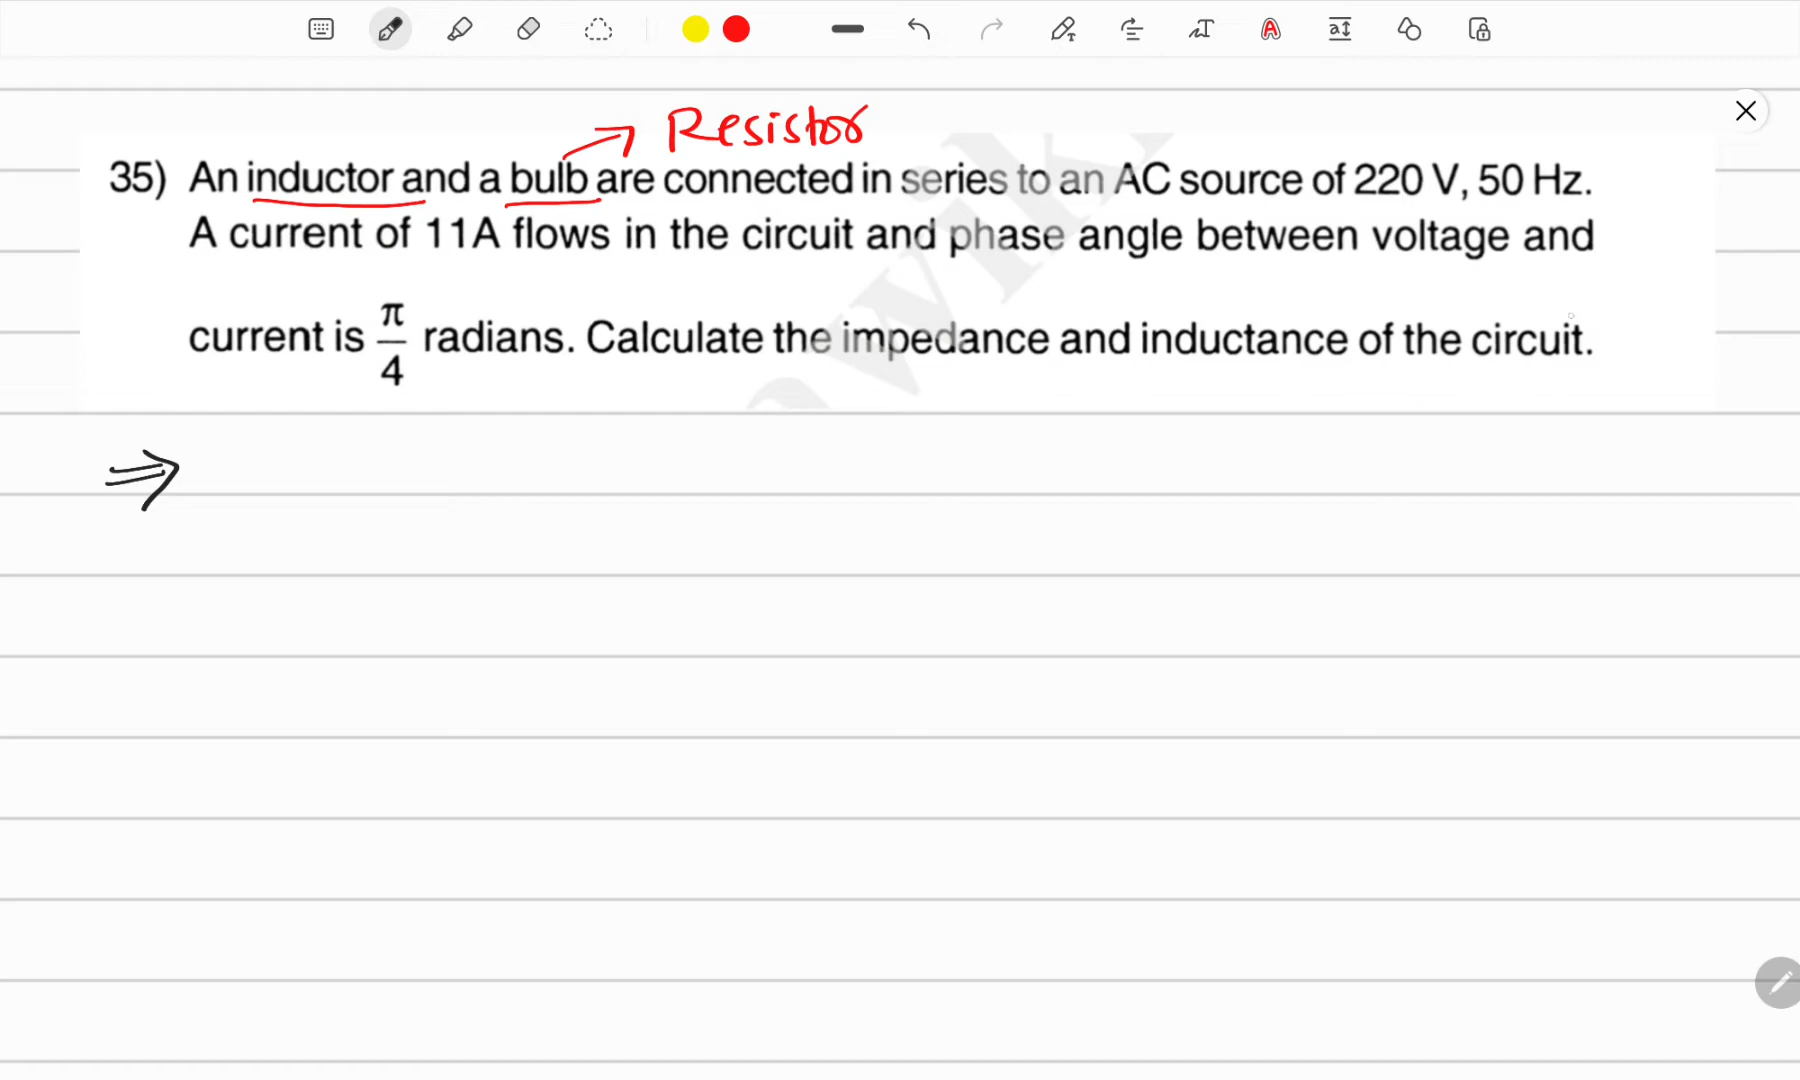 Resistor
35) An inductor and a bulb are connected in series to an AC source of 220 V, 50 Hz.
A current of 11A flows in the circuit and phase angle between voltage and
current is π/4 radians. Calculate the impedance and inductance of the circuit.